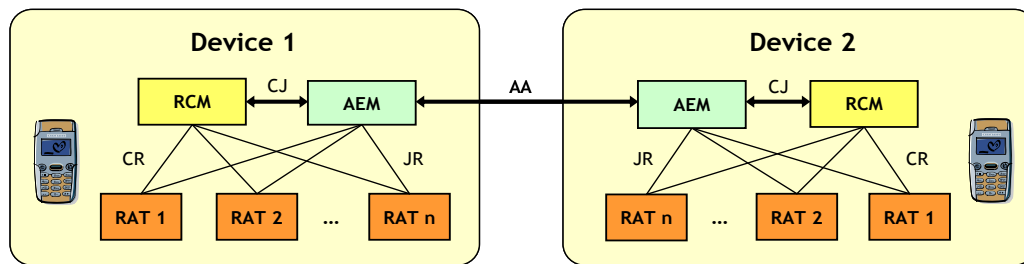 Device 1
Device 2
RCM
CJ
AEM
AA
AEM
CJ
RCM
CR
JR
JR
CR
RAT 1
RAT 2
...
RAT n
RAT n
...
RAT 2
RAT 1